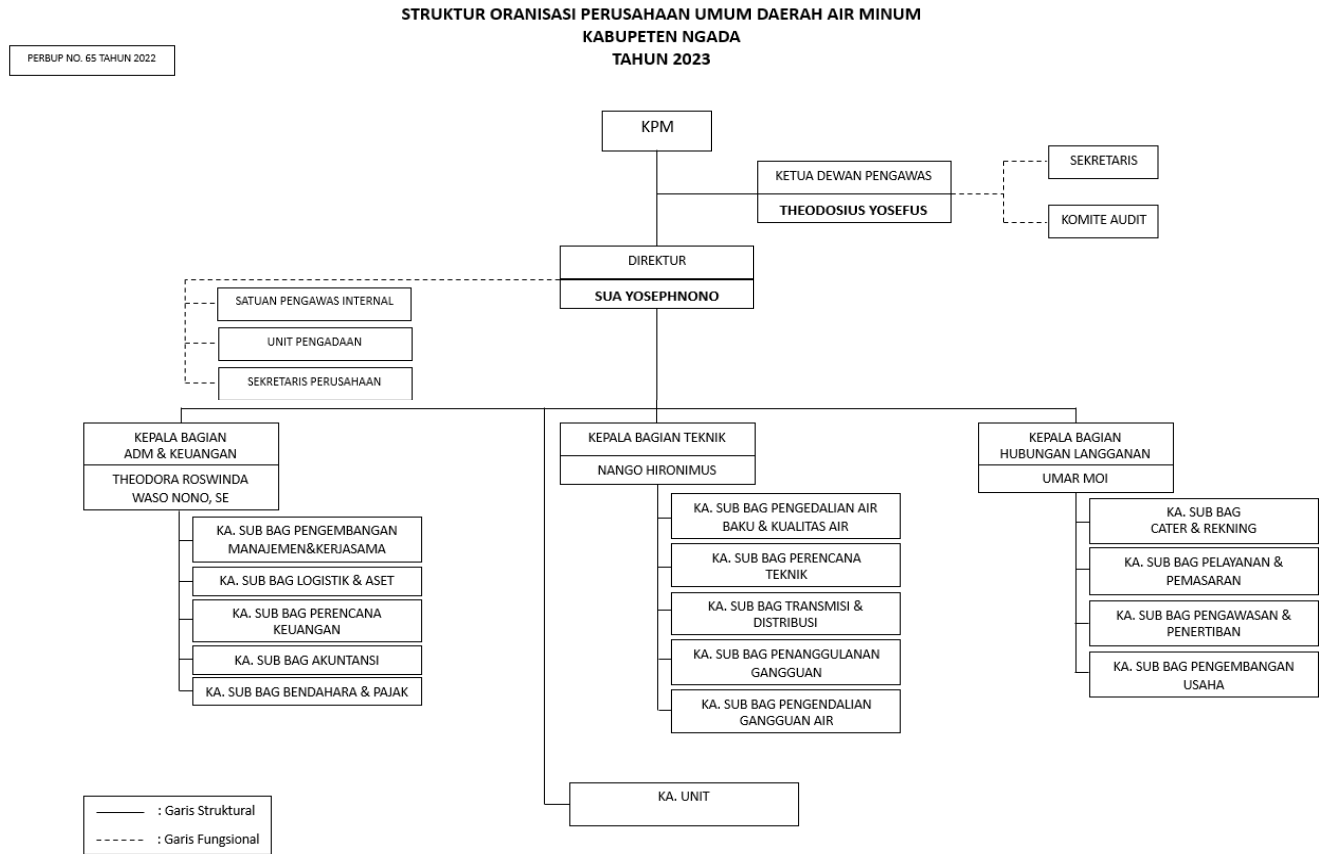 STRUKTUR ORANISASI PERUSAHAAN UMUM DAERAH AIR MINUM
KABUPETEN NGADA
TAHUN 2023
PERBUP NO. 65 TAHUN 2022
KPM
KETUA DEWAN PENGAWAS
THEODOSIUS YOSEFUS
SEKRETARIS
KOMITE AUDIT
DIREKTUR
SUA YOSEPHNONO
SATUAN PENGAWAS INTERNAL
UNIT PENGADAAN
SEKRETARIS PERUSAHAAN
KEPALA BAGIAN
ADM & KEUANGAN
THEODORA ROSWINDA
WASO NONO, SE
KA. SUB BAG PENGEMBANGAN
MANAJEMEN&KERJASAMA
KA. SUB BAG LOGISTIK & ASET
KA. SUB BAG PERENCANA
KEUANGAN
KA. SUB BAG AKUNTANSI
KA. SUB BAG BENDAHARA & PAJAK
KEPALA BAGIAN TEKNIK
NANGO HIRONIMUS
KA. SUB BAG PENGEDALIAN AIR
BAKU & KUALITAS AIR
KA. SUB BAG PERENCANA
TEKNIK
KA. SUB BAG TRANSMISI &
DISTRIBUSI
KA. SUB BAG PENANGGULANAN
GANGGUAN
KA. SUB BAG PENGENDALIAN
GANGGUAN AIR
KEPALA BAGIAN
HUBUNGAN LANGGANAN
UMAR MOI
KA. SUB BAG
CATER & REKNING
KA. SUB BAG PELAYANAN &
PEMASARAN
KA. SUB BAG PENGAWASAN &
PENERTIBAN
KA. SUB BAG PENGEMBANGAN
USAHA
KA. UNIT
: Garis Struktural
: Garis Fungsional